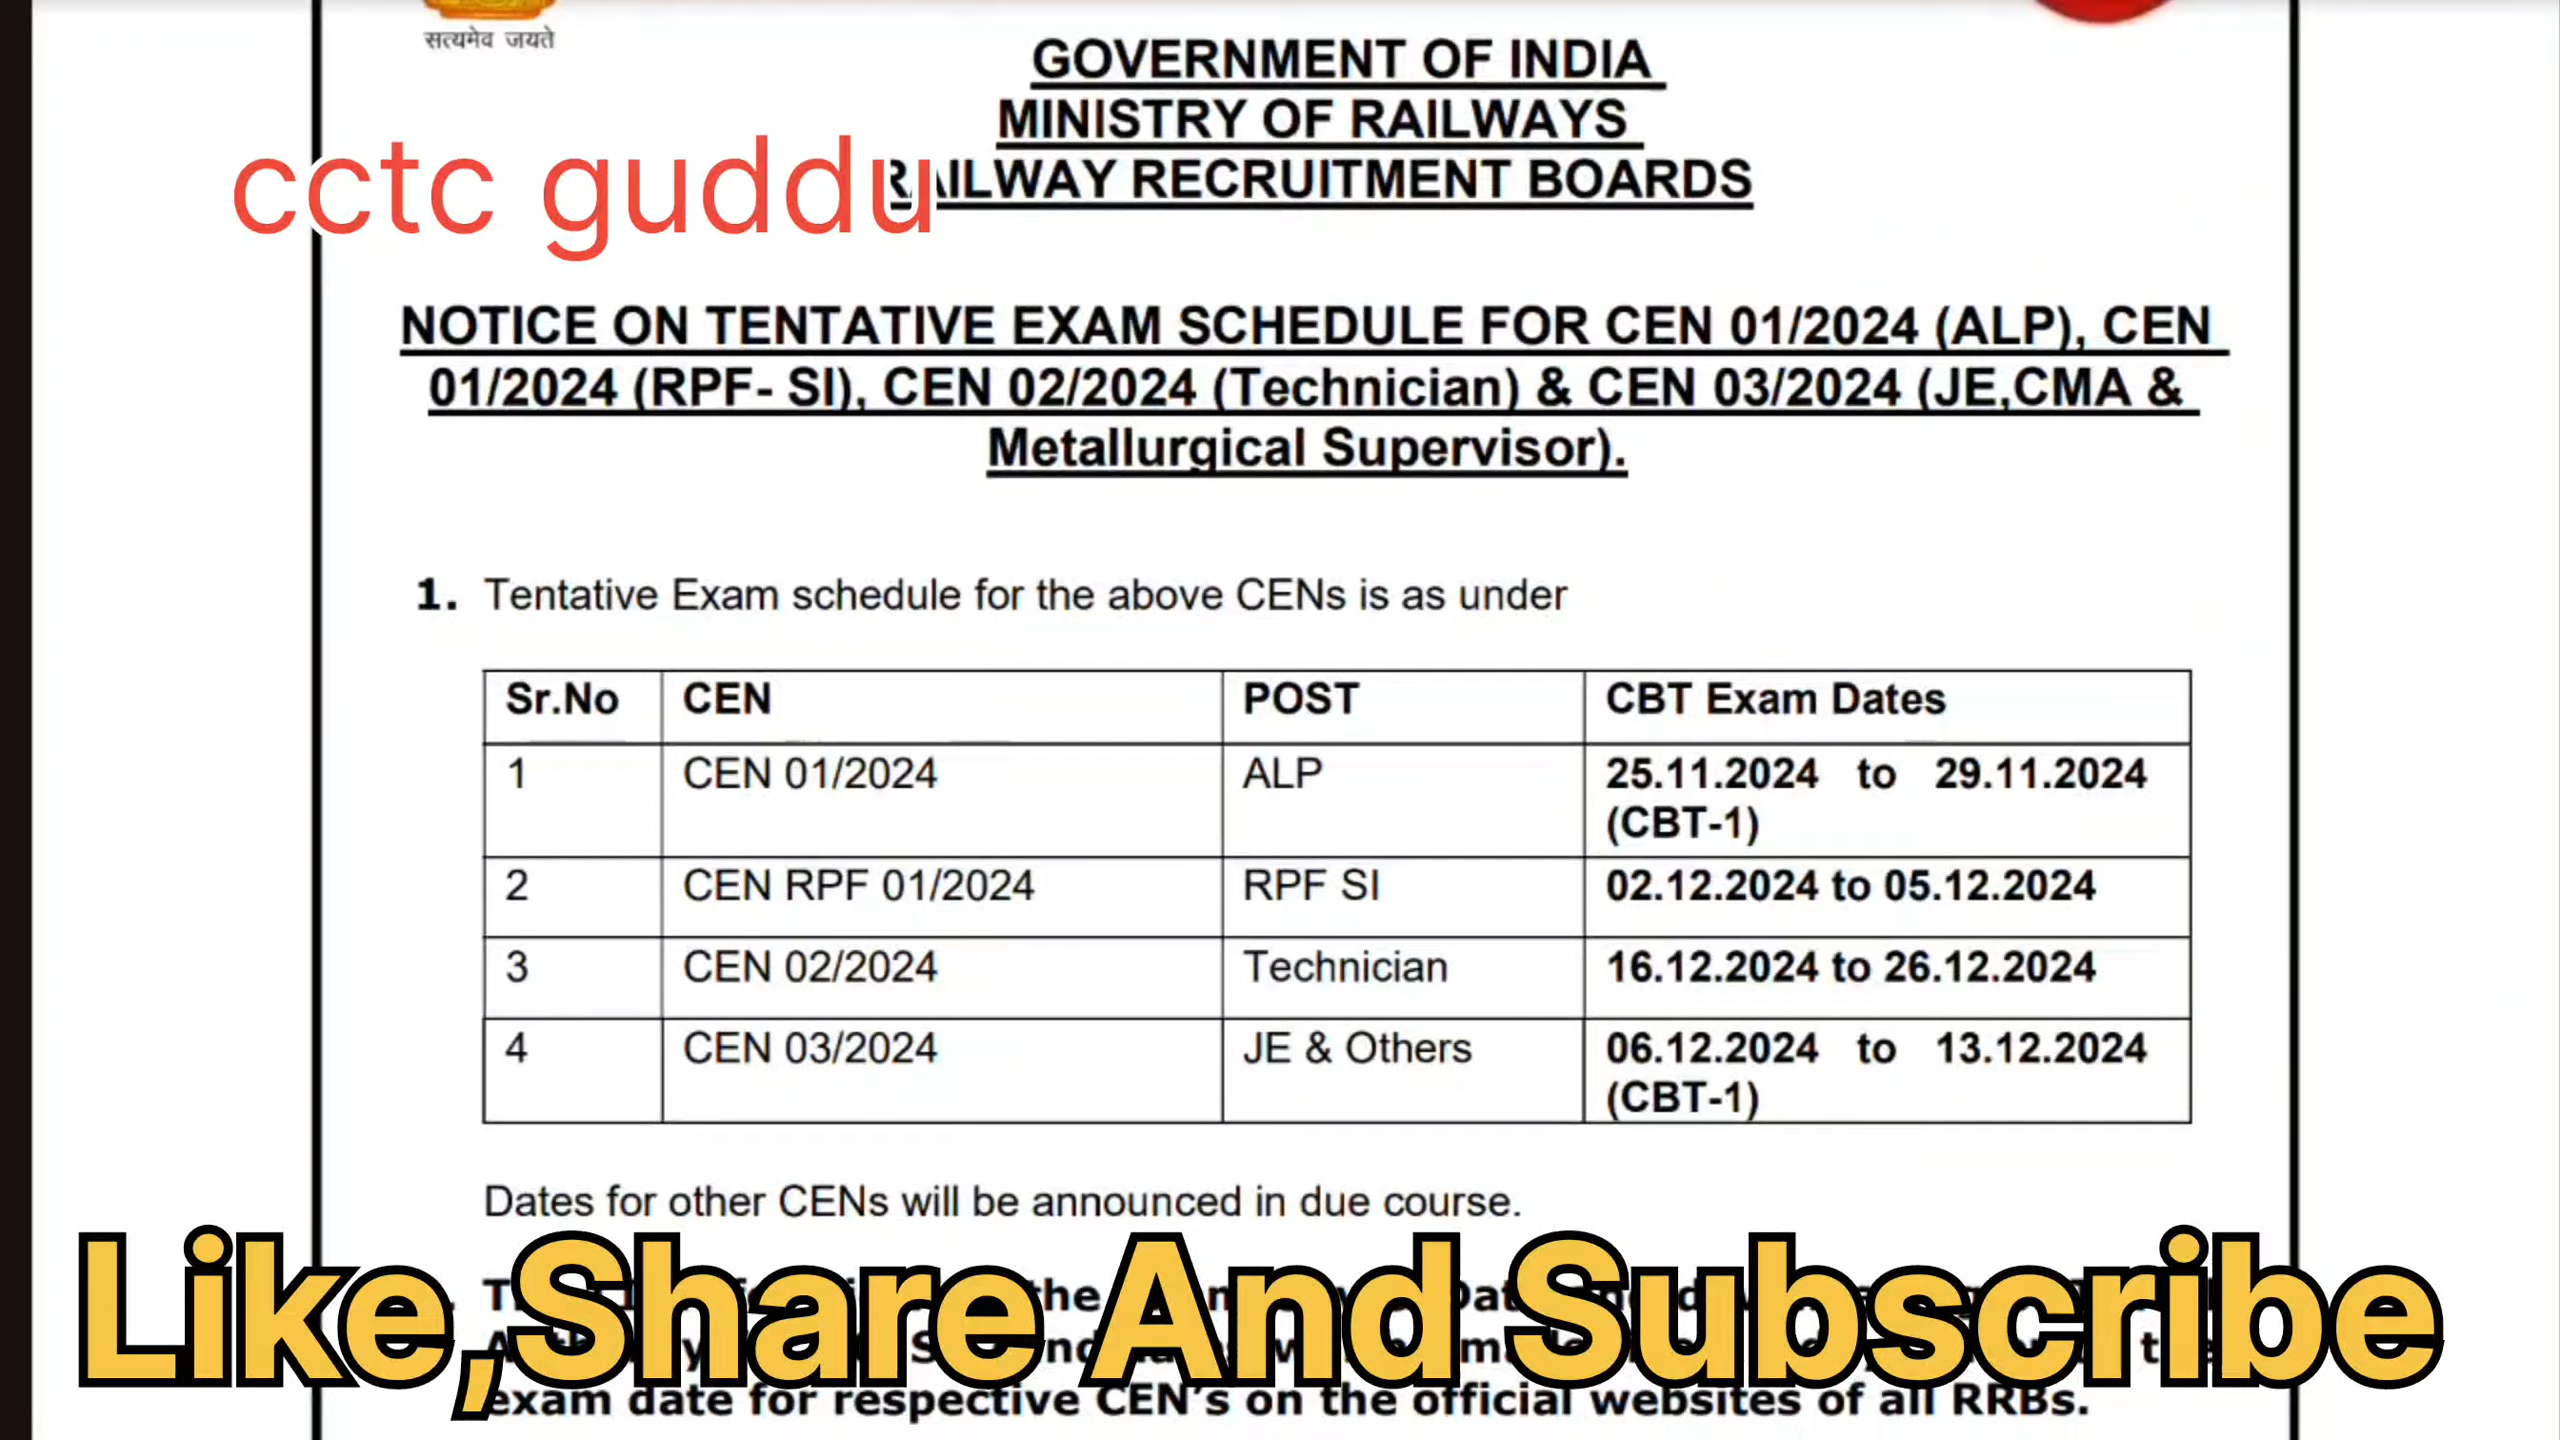 सत्यमेव जयते
GOVERNMENT OF INDIA
MINISTRY OF RAILWAYS
cctc guddu
RAILWAY RECRUITMENT BOARDS
NOTICE ON TENTATIVE EXAM SCHEDULE FOR CEN 01/2024 (ALP), CEN
01/2024 (RPF- SI), CEN 02/2024 (Technician) & CEN 03/2024 (JE,CMA &
Metallurgical Supervisor).
1. Tentative Exam schedule for the above CENs is as under
Sr.No CEN POST CBT Exam Dates
1 CEN 01/2024 ALP 25.11.2024 to 29.11.2024
(CBT-1)
2 CEN RPF 01/2024 RPF SI 02.12.2024 to 05.12.2024
3 CEN 02/2024 Technician 16.12.2024 to 26.12.2024
4 CEN 03/2024 JE & Others 06.12.2024 to 13.12.2024
(CBT-1)
Dates for other CENs will be announced in due course.
Like,Share And Subscribe
exam date for respective CEN’s on the official websites of all RRBs.